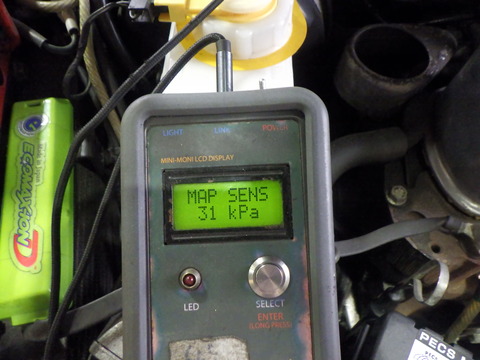 LIGHT LINK POWER
MINI-MONI LCD DISPLAY
MAP SENS
31 kPa
LED
SELECT
ENTER
(LONG PRESS)
PECS